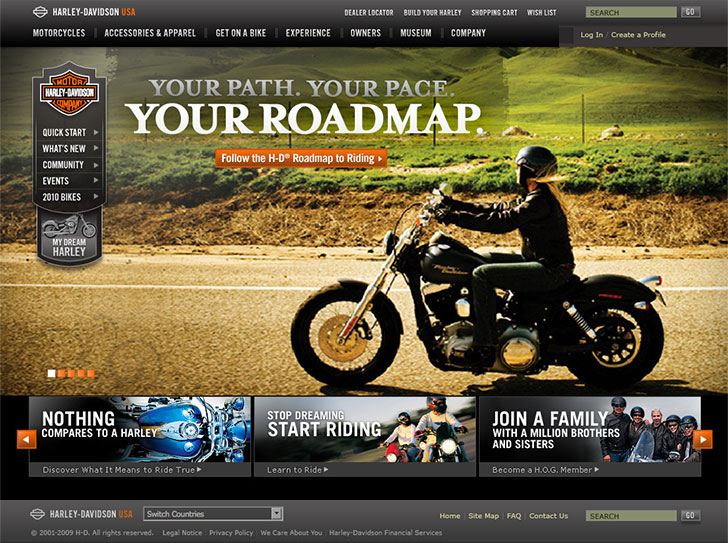 HARLEY-DAVIDSON USA
DEALER LOCATOR BUILD YOUR HARLEY SHOPPING CART WISH LIST
SEARCH GO
MOTORCYCLES ACCESSORIES & APPAREL GET ON A BIKE EXPERIENCE OWNERS MUSEUM COMPANY
Log In / Create a Profile
MOTOR
HARLEY-DAVIDSON
COMPANY
QUICK START
WHAT'S NEW
COMMUNITY
EVENTS
2010 BIKES
MY DREAM
HARLEY
YOUR PATH. YOUR PACE.
YOUR ROADMAP.
Follow the H-D® Roadmap to Riding
NOTHING
COMPARES TO A HARLEY
Discover What It Means to Ride True
STOP DREAMING
START RIDING
Learn to Ride
JOIN A FAMILY
WITH A MILLION BROTHERS
AND SISTERS
Become a H.O.G. Member
HARLEY-DAVIDSON USA
Switch Countries
Home | Site Map | FAQ | Contact Us
SEARCH GO
© 2001-2009 H-D. All rights reserved. Legal Notice | Privacy Policy | We Care About You | Harley-Davidson Financial Services